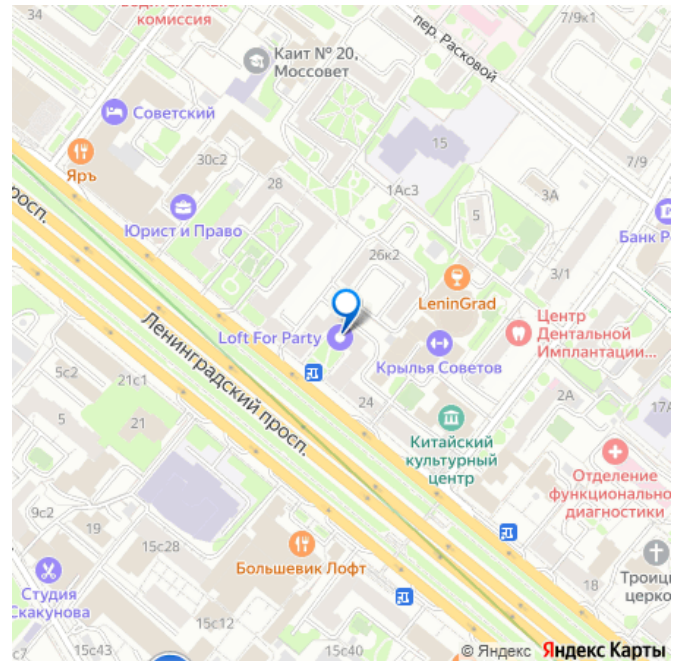 комиссия
7/9к1
пер. Расковой
Каит № 20,
Моссовет
Советский
15
Яръ
30с2
7/9
28
1Ас3
3А
просп.
Юрист и Право
5
Банк Р
26к2
3/1
LeninGrad
Центр
Дентальной
Имплантации...
Loft For Party
Крылья Советов
Ленинградский просп.
5с2
21с1
24
2А
17А
5
21
Китайский
культурный
центр
Отделение
функционально
диагностики
9с2
19
15с28
Большевик Лофт
Студия
Скакунова
18
Троиц
церко
15с12
с7
15с43
15с40
© Яндекс Яндекс Карты